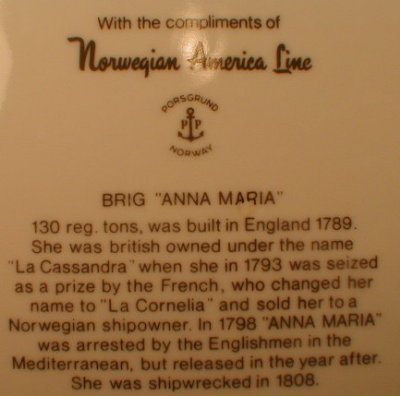 With the compliments of
Norwegian America Line
PORSGRUND
P P
NORWAY
BRIG "ANNA MARIA"
130 reg. tons, was built in England 1789.
She was british owned under the name
"La Cassandra" when she in 1793 was seized
as a prize by the French, who changed her
name to "La Cornelia" and sold her to a
Norwegian shipowner. In 1798 "ANNA MARIA"
was arrested by the Englishmen in the
Mediterranean, but released in the year after.
She was shipwrecked in 1808.